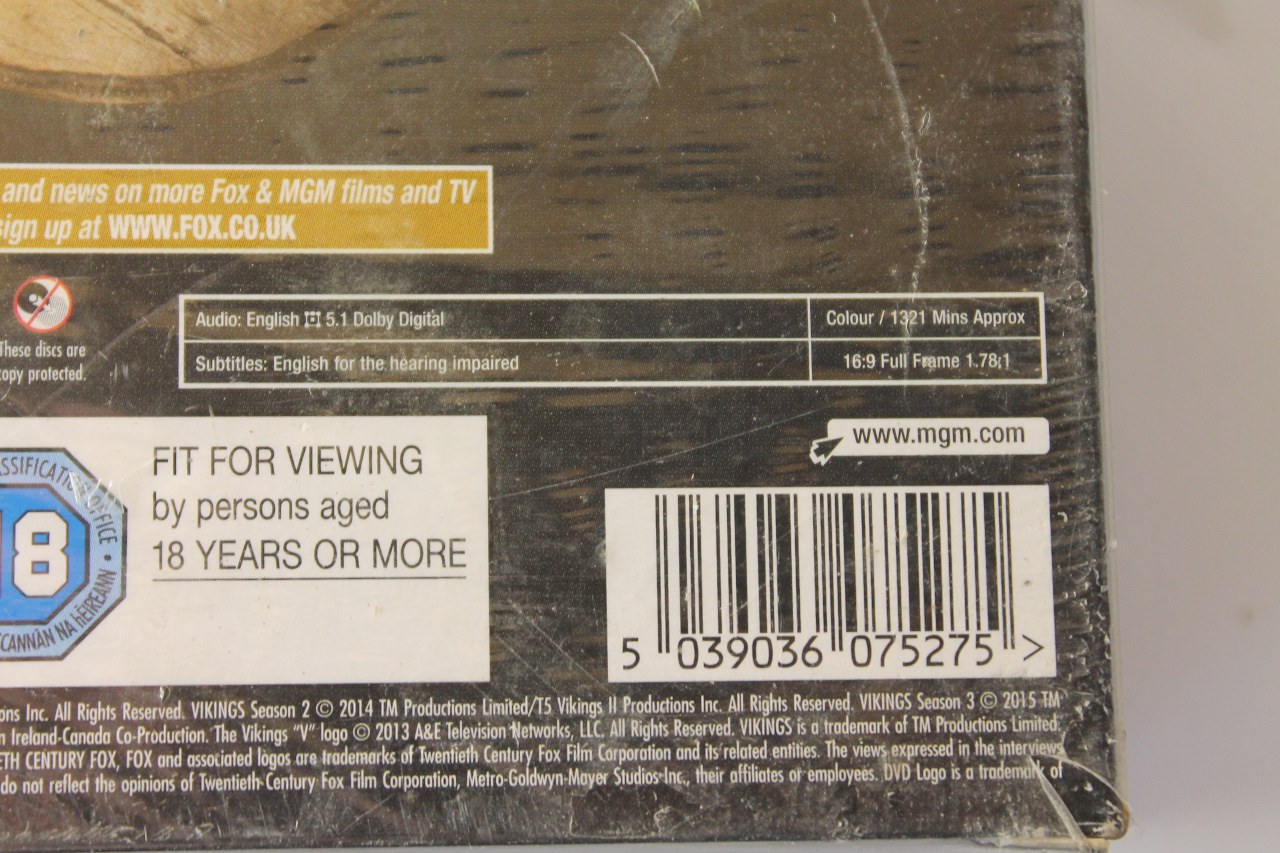 and news on more Fox & MGM films and TV
sign up at WWW.FOX.CO.UK
These discs are
copy protected.
Audio: English 5.1 Dolby Digital
Colour / 1321 Mins Approx
Subtitles: English for the hearing impaired
16:9 Full Frame 1.78:1
www.mgm.com
FIT FOR VIEWING
by persons aged
18 YEARS OR MORE
18
OFFICE • 
NA hÉIREANN
5 039036 075275 >
Inc. All Rights Reserved. VIKINGS Season 2 © 2014 TM Productions Limited/T5 Vikings II Productions Inc. All Rights Reserved. VIKINGS Season 3 © 2015 TM
Ireland-Canada Co-Production. The Vikings "V" logo © 2013 A&E Television Networks, LLC. All Rights Reserved. VIKINGS is a trademark of TM Productions Limited.
CENTURY FOX, FOX and associated logos are trademarks of Twentieth Century Fox Film Corporation and its related entities. The views expressed in the interviews
do not reflect the opinions of Twentieth Century Fox Film Corporation, Metro-Goldwyn-Mayer Studios Inc., their affiliates or employees. DVD Logo is a trademark of